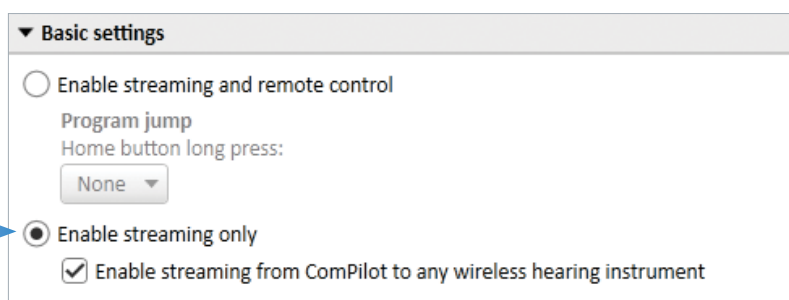 Basic settings
Enable streaming and remote control
Program jump
Home button long press:
None
Enable streaming only
Enable streaming from ComPilot to any wireless hearing instrument